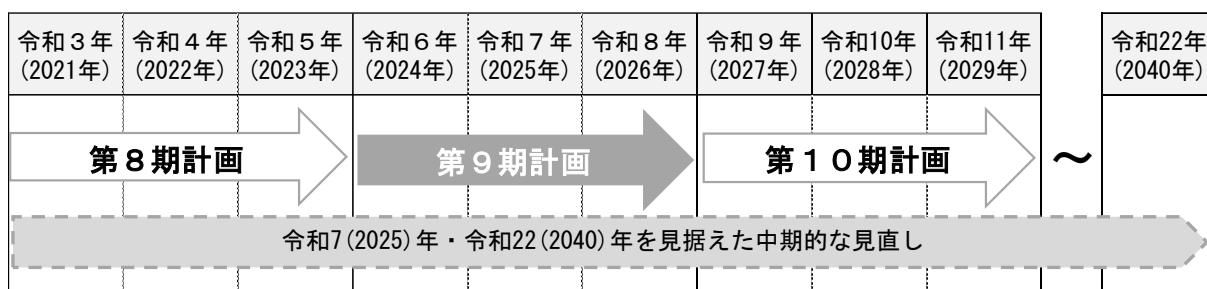 令和３年 令和４年 令和５年 令和６年 令和７年 令和８年 令和９年 令和10年 令和11年 ～ 令和22年
(2021年) (2022年) (2023年) (2024年) (2025年) (2026年) (2027年) (2028年) (2029年) (2040年)
第８期計画 第９期計画 第１０期計画
令和7(2025)年・令和22(2040)年を見据えた中期的な見直し